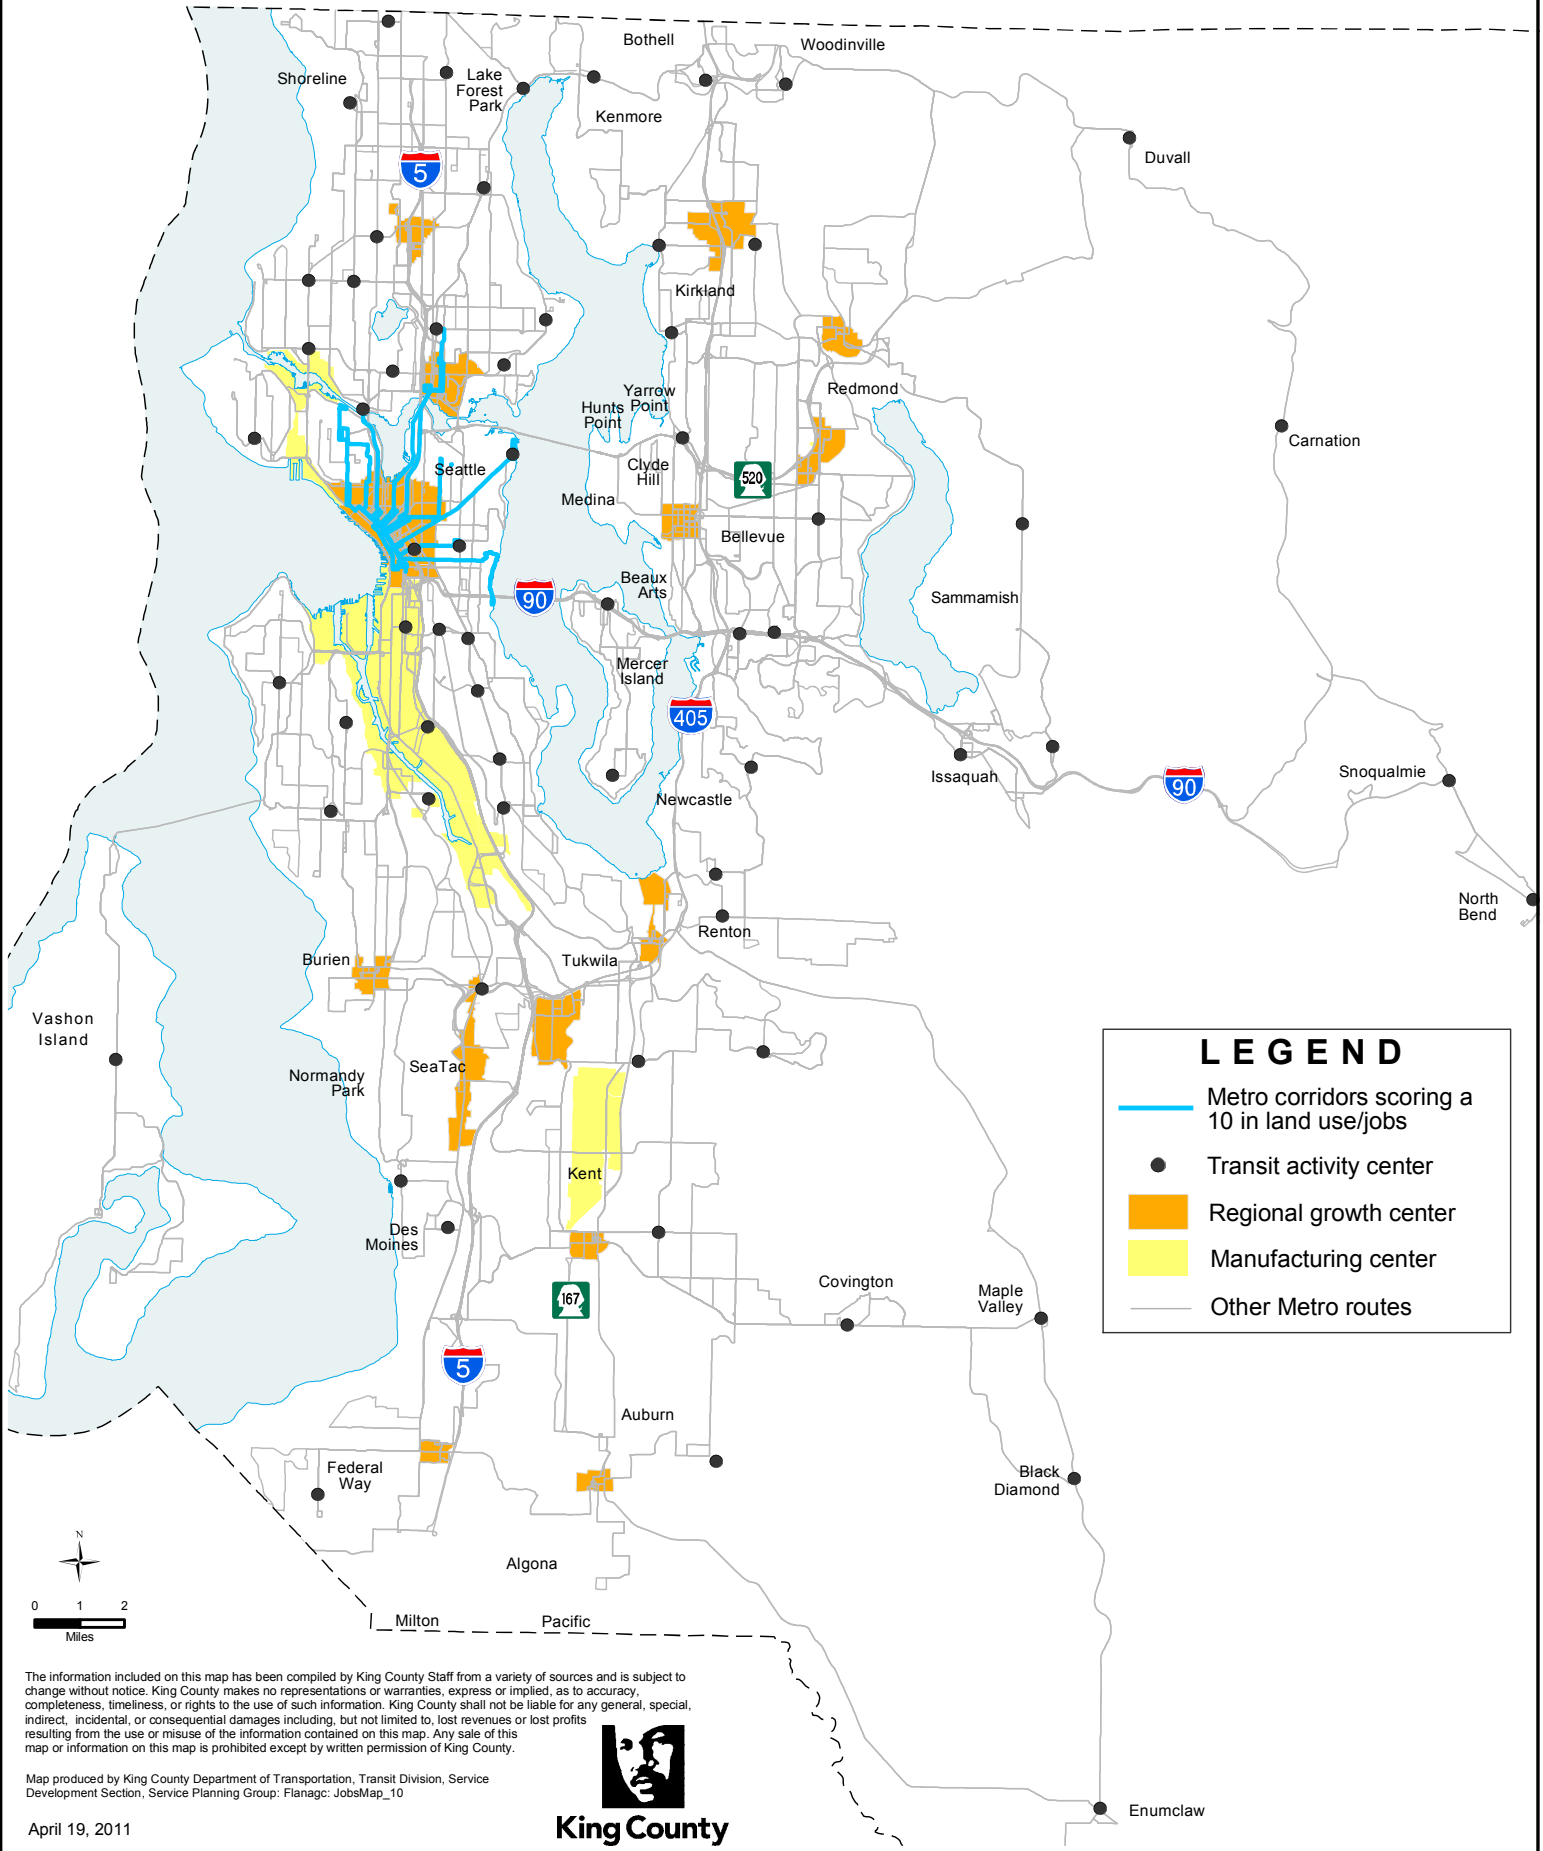 Bothell
Woodinville
Shoreline
Lake
Forest
Park
Kenmore
Duvall
5
Kirkland
Redmond
Yarrow
Point
Hunts
Point
Carnation
Seattle
Clyde
Hill
520
Medina
Bellevue
Beaux
Arts
90
Sammamish
Mercer
Island
405
Issaquah
90
Snoqualmie
Newcastle
North
Bend
Renton
Burien
Tukwila
Vashon
Island
SeaTac
Normandy
Park
Kent
Des
Moines
167
Covington
Maple
Valley
5
Auburn
Federal
Way
Black
Diamond
Algona
Milton
Pacific
Enumclaw
LEGEND
Metro corridors scoring a
10 in land use/jobs
Transit activity center
Regional growth center
Manufacturing center
Other Metro routes
N
0 1 2
Miles
The information included on this map has been compiled by King County Staff from a variety of sources and is subject to
change without notice. King County makes no representations or warranties, express or implied, as to accuracy,
completeness, timeliness, or rights to the use of such information. King County shall not be liable for any general, special,
indirect, incidental, or consequential damages including, but not limited to, lost revenues or lost profits
resulting from the use or misuse of the information contained on this map. Any sale of this
map or information on this map is prohibited except by written permission of King County.
Map produced by King County Department of Transportation, Transit Division, Service
Development Section, Service Planning Group: Flanagc: JobsMap_10
April 19, 2011
King County